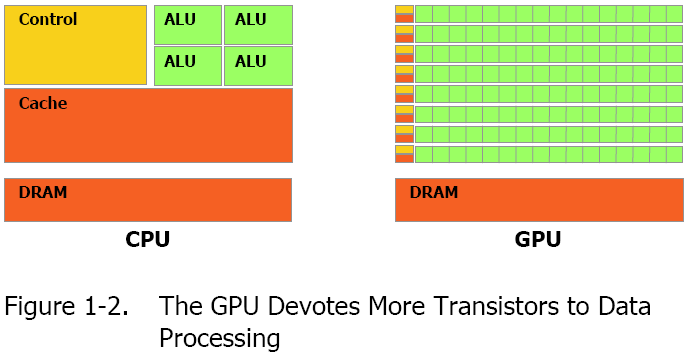 Control
ALU
ALU
ALU
ALU
Cache
DRAM
CPU
DRAM
GPU
Figure 1-2. The GPU Devotes More Transistors to Data
Processing